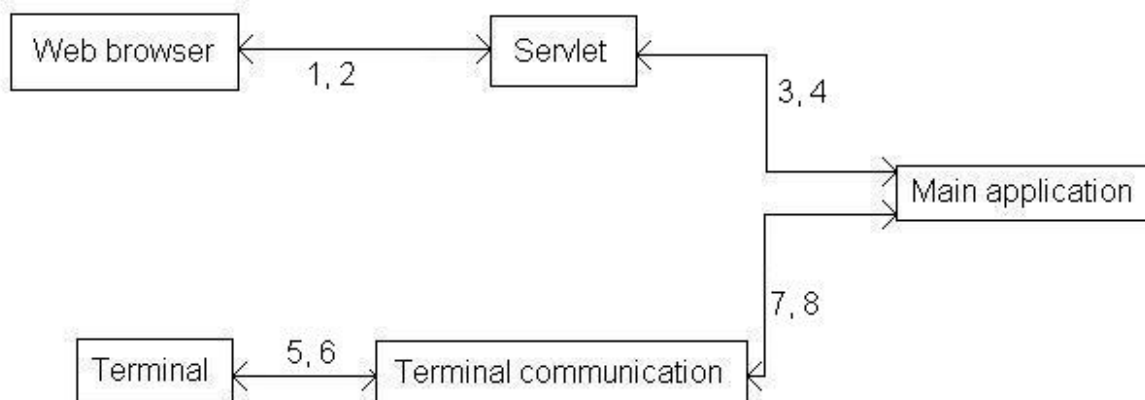 Web browser
Servlet
1, 2
3, 4
Main application
7, 8
5, 6
Terminal
Terminal communication